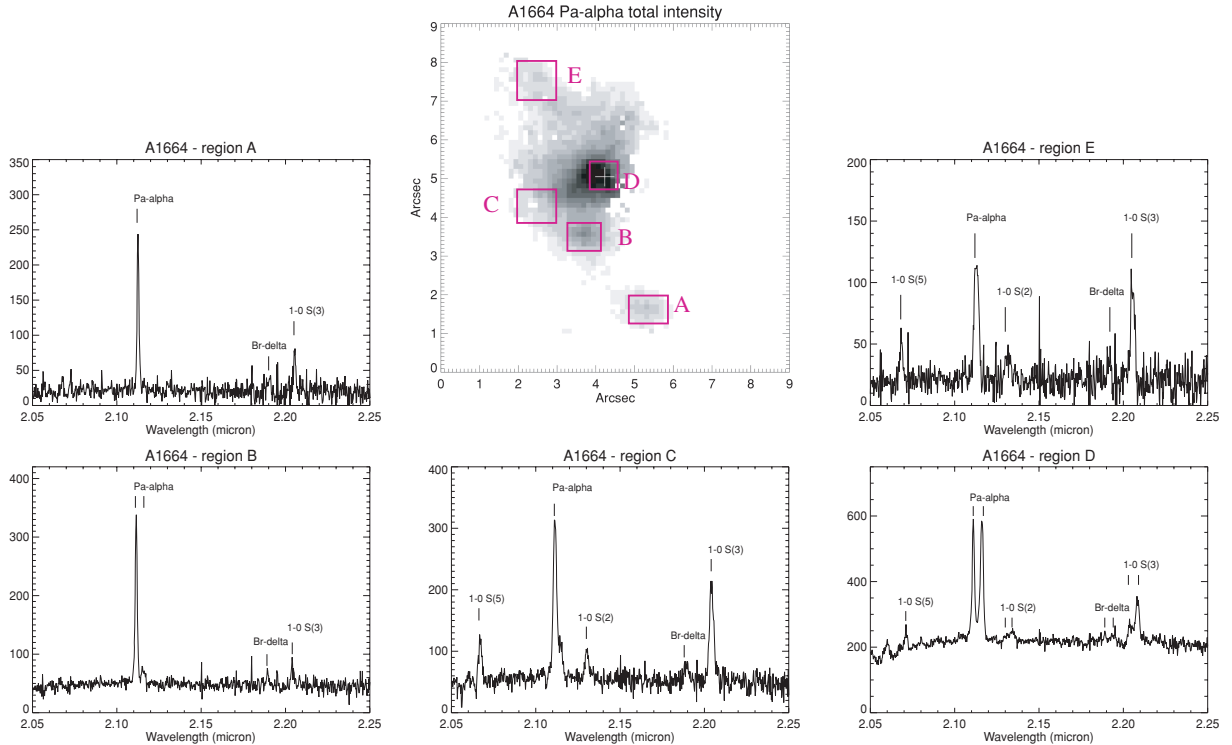 A1664 Pa-alpha total intensity
9
8
7
6
5
4
3
2
1
0
Arcsec
E
D
C
B
A
0 1 2 3 4 5 6 7 8 9
Arcsec
A1664 - region A
350
300
250
200
150
100
50
0
Pa-alpha
Br-delta
1-0 S(3)
2.05 2.10 2.15 2.20 2.25
Wavelength (micron)
A1664 - region E
200
150
100
50
0
1-0 S(5)
Pa-alpha
1-0 S(2)
Br-delta
1-0 S(3)
2.05 2.10 2.15 2.20 2.25
Wavelength (micron)
A1664 - region B
400
300
200
100
0
Pa-alpha
Br-delta
1-0 S(3)
2.05 2.10 2.15 2.20 2.25
Wavelength (micron)
A1664 - region C
400
300
200
100
0
1-0 S(5)
Pa-alpha
1-0 S(2)
Br-delta
1-0 S(3)
2.05 2.10 2.15 2.20 2.25
Wavelength (micron)
A1664 - region D
600
400
200
0
1-0 S(5)
Pa-alpha
1-0 S(2)
Br-delta
1-0 S(3)
2.05 2.10 2.15 2.20 2.25
Wavelength (micron)